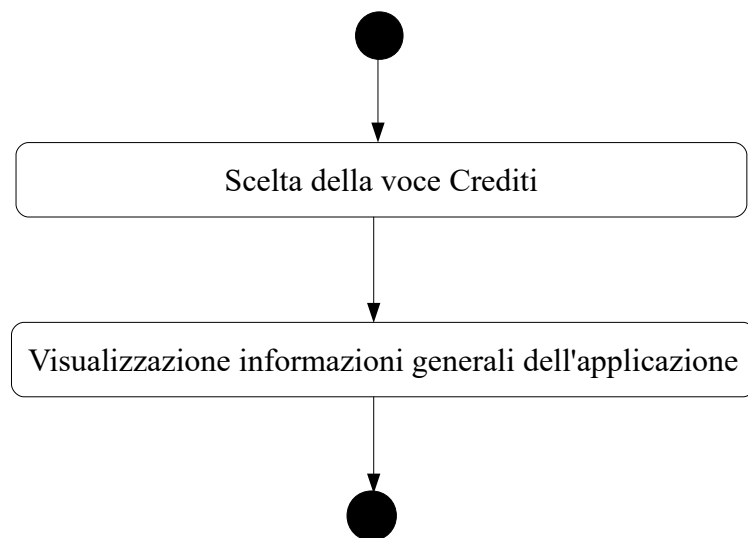 Scelta della voce Crediti
Visualizzazione informazioni generali dell'applicazione